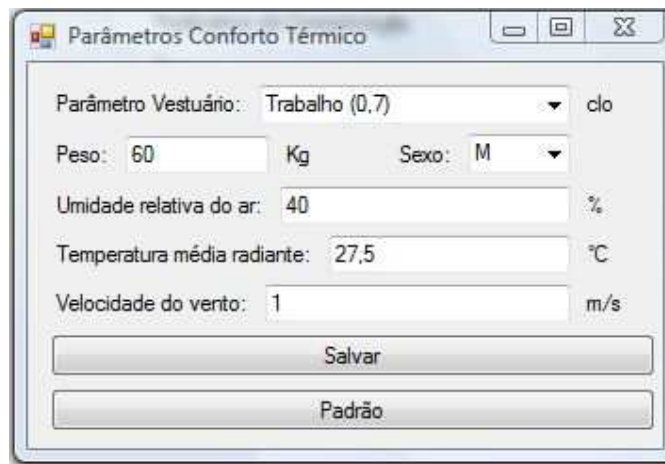 Parâmetros Conforto Térmico
Parâmetro Vestuário: Trabalho (0,7) clo
Peso: 60 Kg Sexo: M
Umidade relativa do ar: 40 %
Temperatura média radiante: 27,5 °C
Velocidade do vento: 1 m/s
Salvar
Padrão